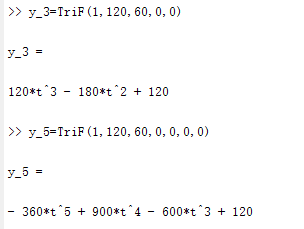 >> y_3=TriF(1,120,60,0,0)
y_3 =
120*t^3 - 180*t^2 + 120
>> y_5=TriF(1,120,60,0,0,0,0)
y_5 =
- 360*t^5 + 900*t^4 - 600*t^3 + 120